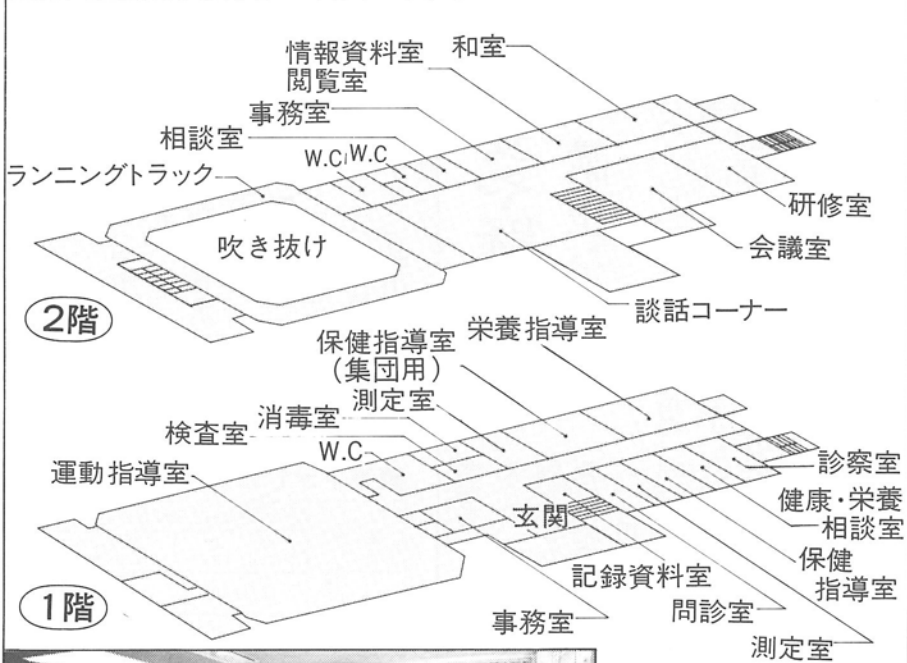 情報資料室
閲覧室
和室
事務室
相談室
W.C
W.C
ランニングトラック
吹き抜け
研修室
会議室
談話コーナー
2階
保健指導室
(集団用)
栄養指導室
測定室
消毒室
検査室
W.C
運動指導室
玄関
診察室
健康・栄養
相談室
保健
指導室
記録資料室
問診室
事務室
測定室
1階